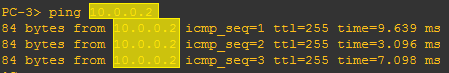 PC-3> ping 10.0.0.2
84 bytes from 10.0.0.2 icmp_seq=1 ttl=255 time=9.639 ms
84 bytes from 10.0.0.2 icmp_seq=2 ttl=255 time=3.096 ms
84 bytes from 10.0.0.2 icmp_seq=3 ttl=255 time=7.098 ms